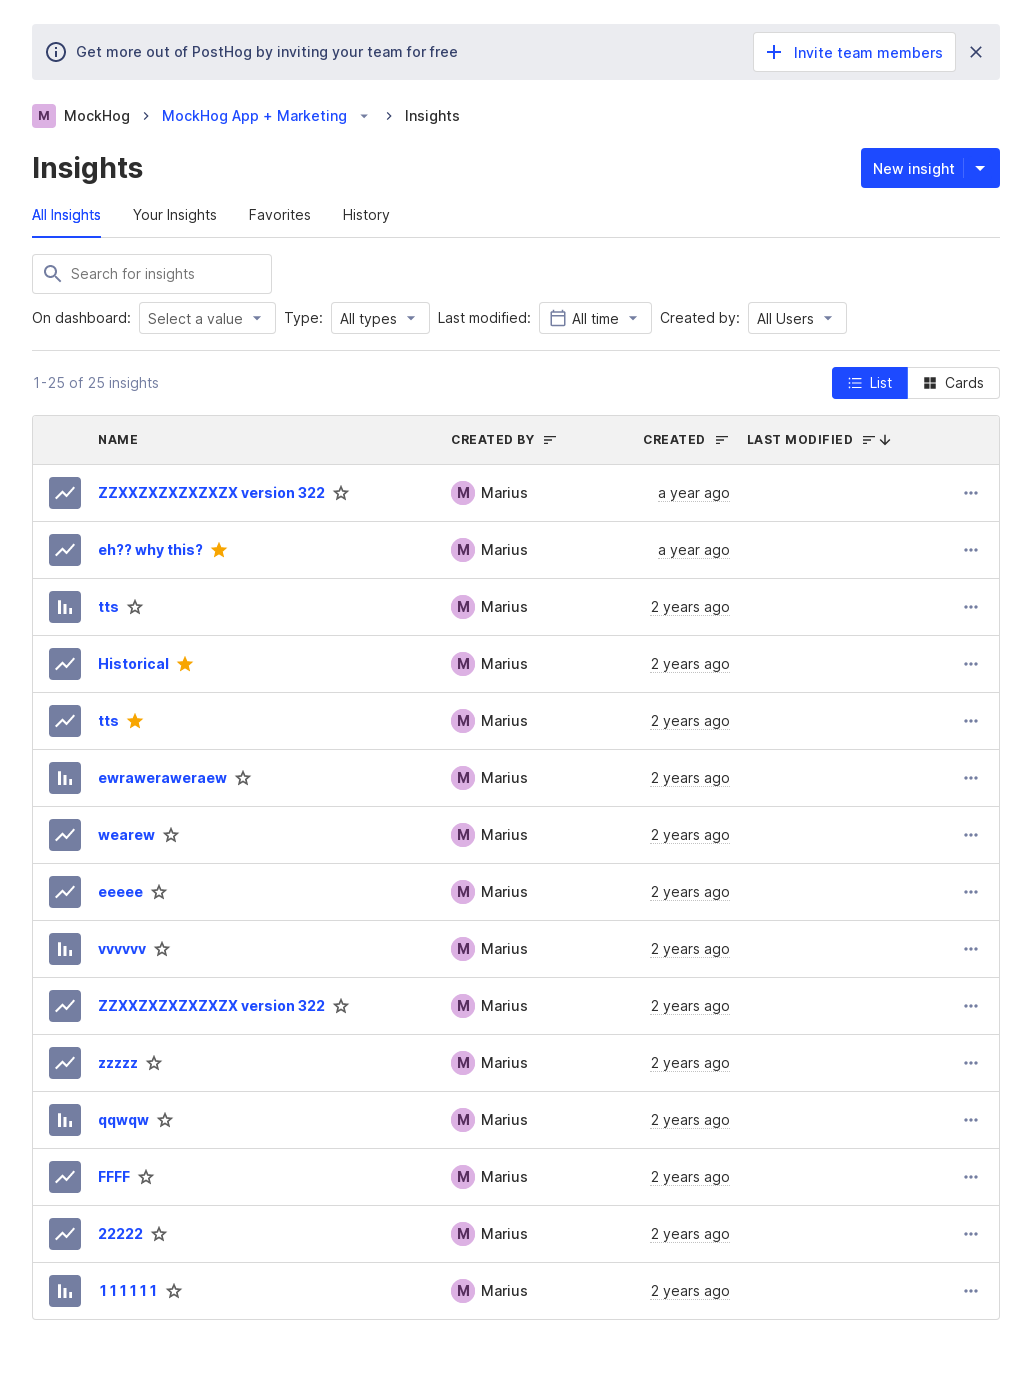 Get more out of PostHog by inviting your team for free
Invite team members
M MockHog > MockHog App + Marketing > Insights
Insights
New insight
All Insights Your Insights Favorites History
Search for insights
On dashboard: Select a value Type: All types Last modified: All time Created by: All Users
1-25 of 25 insights
List Cards
NAME CREATED BY CREATED LAST MODIFIED
ZZXXZXZXZXZXZX version 322 M Marius a year ago
eh?? why this? M Marius a year ago
tts M Marius 2 years ago
Historical M Marius 2 years ago
tts M Marius 2 years ago
ewraweraweraew M Marius 2 years ago
wearew M Marius 2 years ago
eeeee M Marius 2 years ago
vvvvvv M Marius 2 years ago
ZZXXZXZXZXZXZX version 322 M Marius 2 years ago
zzzzz M Marius 2 years ago
qqwqw M Marius 2 years ago
FFFF M Marius 2 years ago
22222 M Marius 2 years ago
111111 M Marius 2 years ago